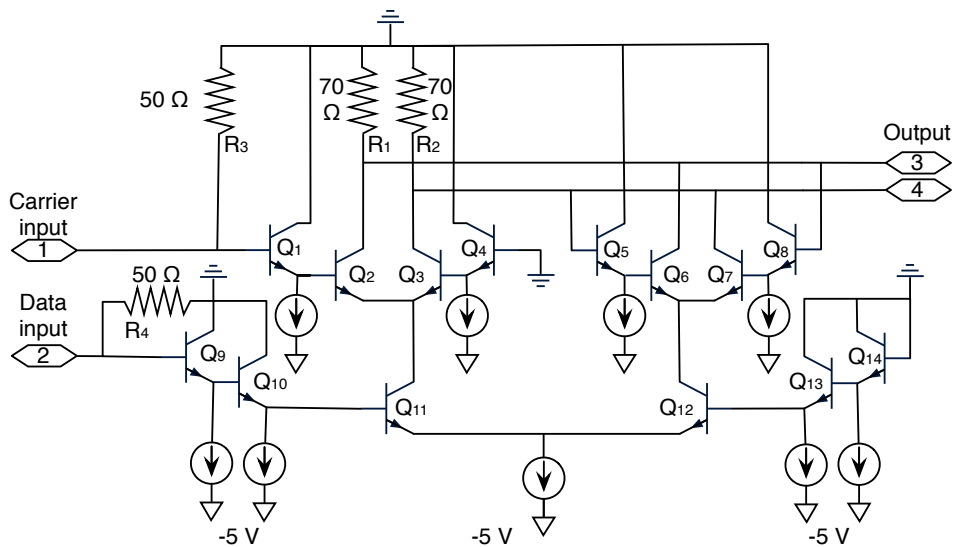 50 Ω
R3
70
Ω
R1
70
Ω
R2
Output
3
4
Carrier
input
1
Q1
Q2
Q3
Q4
Q5
Q6
Q7
Q8
50 Ω
R4
Data
input
2
Q9
Q10
Q11
Q12
Q13
Q14
-5 V
-5 V
-5 V